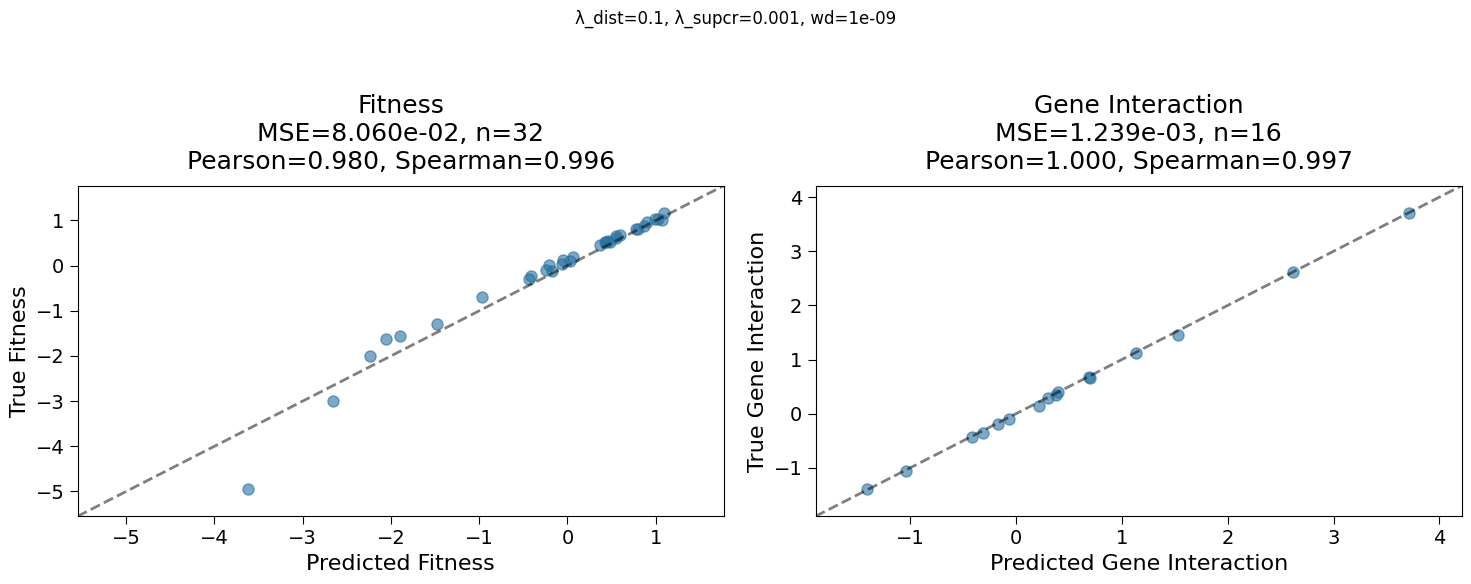 λ_dist=0.1, λ_supcr=0.001, wd=1e-09
Fitness
MSE=8.060e-02, n=32
Pearson=0.980, Spearman=0.996
True Fitness
1
0
−1
−2
−3
−4
−5
−5
−4
−3
−2
−1
0
1
Predicted Fitness
Gene Interaction
MSE=1.239e-03, n=16
Pearson=1.000, Spearman=0.997
True Gene Interaction
4
3
2
1
0
−1
−1
0
1
2
3
4
Predicted Gene Interaction